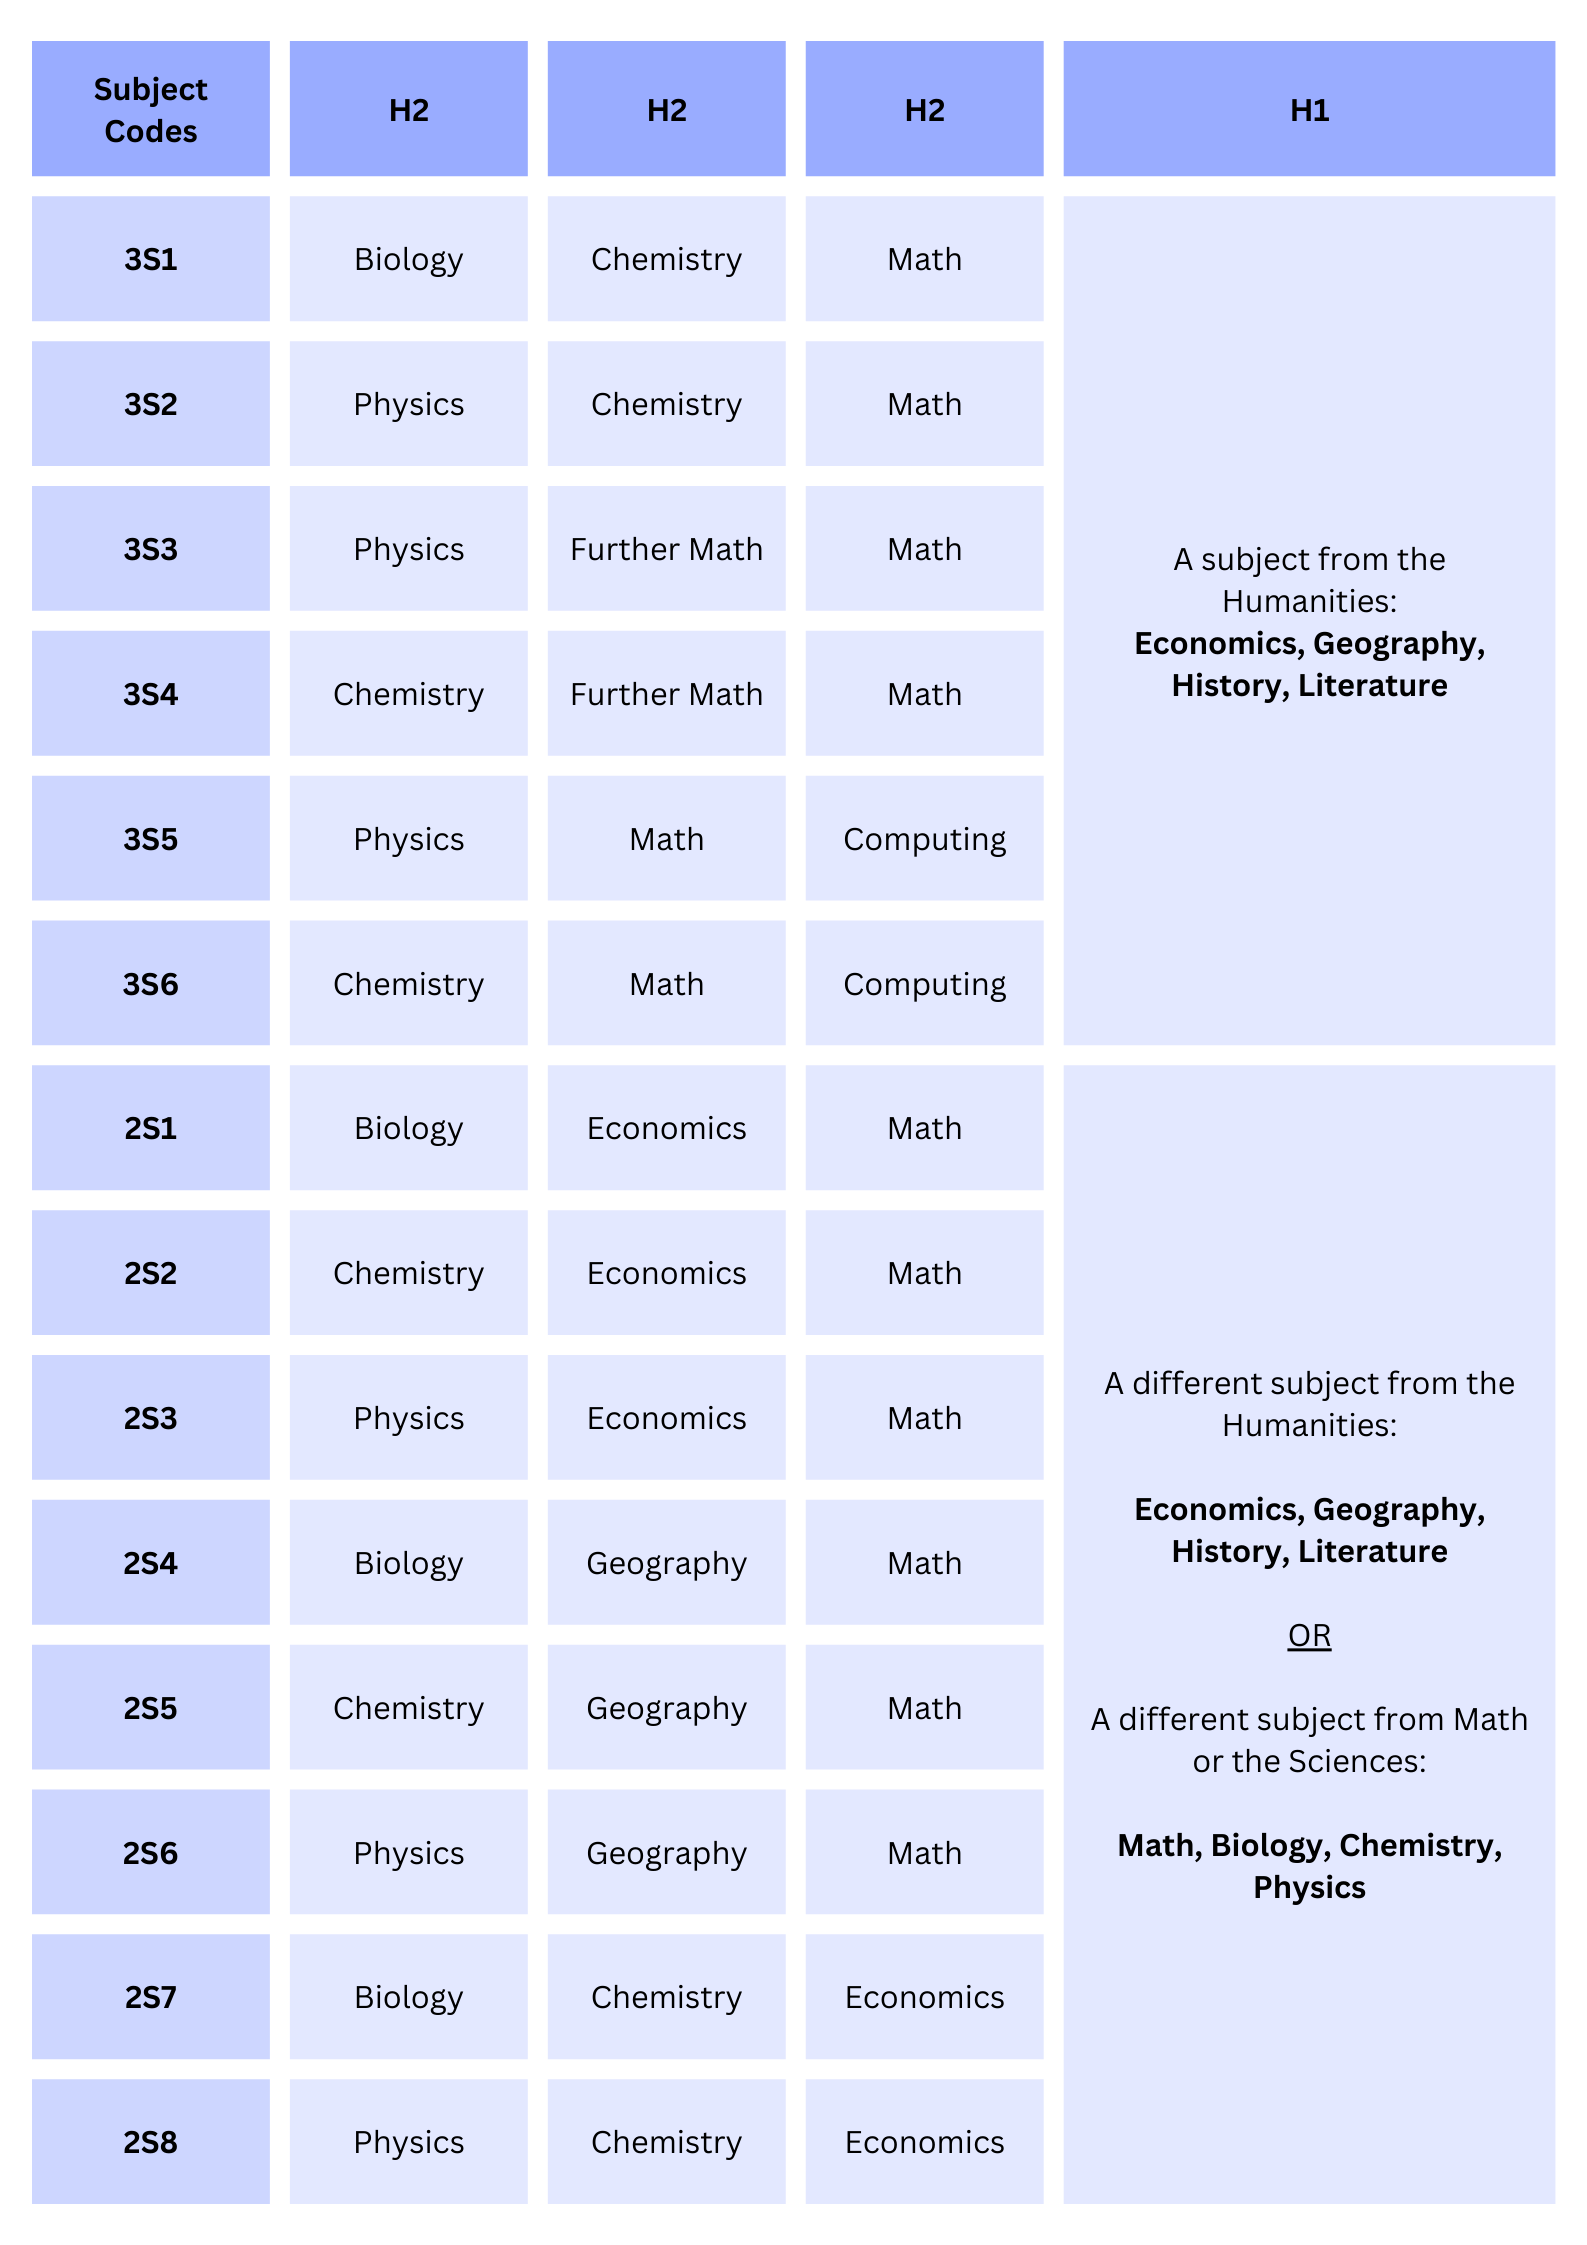 Subject
Codes
H2
H2
H2
H1
3S1
Biology
Chemistry
Math
3S2
Physics
Chemistry
Math
3S3
Physics
Further Math
Math
3S4
Chemistry
Further Math
Math
3S5
Physics
Math
Computing
3S6
Chemistry
Math
Computing
A subject from the
Humanities:
Economics, Geography,
History, Literature
2S1
Biology
Economics
Math
2S2
Chemistry
Economics
Math
2S3
Physics
Economics
Math
2S4
Biology
Geography
Math
2S5
Chemistry
Geography
Math
2S6
Physics
Geography
Math
2S7
Biology
Chemistry
Economics
2S8
Physics
Chemistry
Economics
A different subject from the
Humanities:
Economics, Geography,
History, Literature
OR
A different subject from Math
or the Sciences:
Math, Biology, Chemistry,
Physics